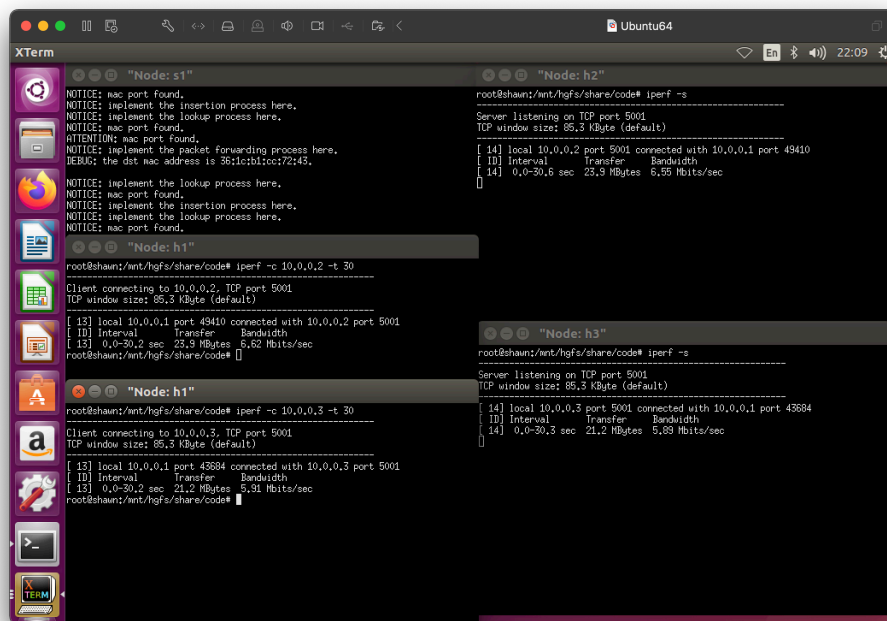 Ubuntu64
XTerm
En
22:09
"Node: s1"
NOTICE: mac port found.
NOTICE: implement the insertion process here.
NOTICE: implement the lookup process here.
NOTICE: mac port found.
ATTENTION: mac port found.
NOTICE: implement the packet forwarding process here.
DEBUG: the dst mac address is 36:1c:b1:cc:72:43.
NOTICE: implement the lookup process here.
NOTICE: mac port found.
NOTICE: implement the insertion process here.
NOTICE: implement the lookup process here.
NOTICE: mac port found.
"Node: h2"
root@shawn:/mnt/hgfs/share/code# iperf -s
------------------------------------------------------------
Server listening on TCP port 5001
TCP window size: 85.3 KByte (default)
------------------------------------------------------------
[ 14] local 10.0.0.2 port 5001 connected with 10.0.0.1 port 49410
[ ID] Interval Transfer Bandwidth
[ 14] 0.0-30.6 sec 23.9 MBytes 6.55 Mbits/sec
"Node: h1"
root@shawn:/mnt/hgfs/share/code# iperf -c 10.0.0.2 -t 30
------------------------------------------------------------
Client connecting to 10.0.0.2, TCP port 5001
TCP window size: 85.3 KByte (default)
------------------------------------------------------------
[ 13] local 10.0.0.1 port 49410 connected with 10.0.0.2 port 5001
[ ID] Interval Transfer Bandwidth
[ 13] 0.0-30.2 sec 23.9 MBytes 6.62 Mbits/sec
root@shawn:/mnt/hgfs/share/code#
"Node: h3"
root@shawn:/mnt/hgfs/share/code# iperf -s
------------------------------------------------------------
Server listening on TCP port 5001
TCP window size: 85.3 KByte (default)
------------------------------------------------------------
[ 14] local 10.0.0.3 port 5001 connected with 10.0.0.1 port 43684
[ ID] Interval Transfer Bandwidth
[ 14] 0.0-30.3 sec 21.2 MBytes 5.89 Mbits/sec
"Node: h1"
root@shawn:/mnt/hgfs/share/code# iperf -c 10.0.0.3 -t 30
------------------------------------------------------------
Client connecting to 10.0.0.3, TCP port 5001
TCP window size: 85.3 KByte (default)
------------------------------------------------------------
[ 13] local 10.0.0.1 port 43684 connected with 10.0.0.3 port 5001
[ ID] Interval Transfer Bandwidth
[ 13] 0.0-30.2 sec 21.2 MBytes 5.91 Mbits/sec
root@shawn:/mnt/hgfs/share/code#
a
>_
X
TERM